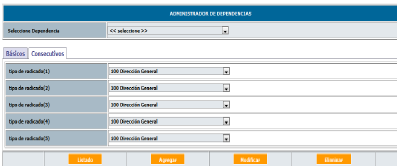 ADMINISTRADOR DE DEPENDENCIAS
Seleccione Dependencia << seleccione >>
Básicos Consecutivos
tipo de radicado(1) 100 Dirección General
tipo de radicado(2) 100 Dirección General
tipo de radicado(3) 100 Dirección General
tipo de radicado(4) 100 Dirección General
tipo de radicado(5) 100 Dirección General
Listado Agregar Modificar Eliminar